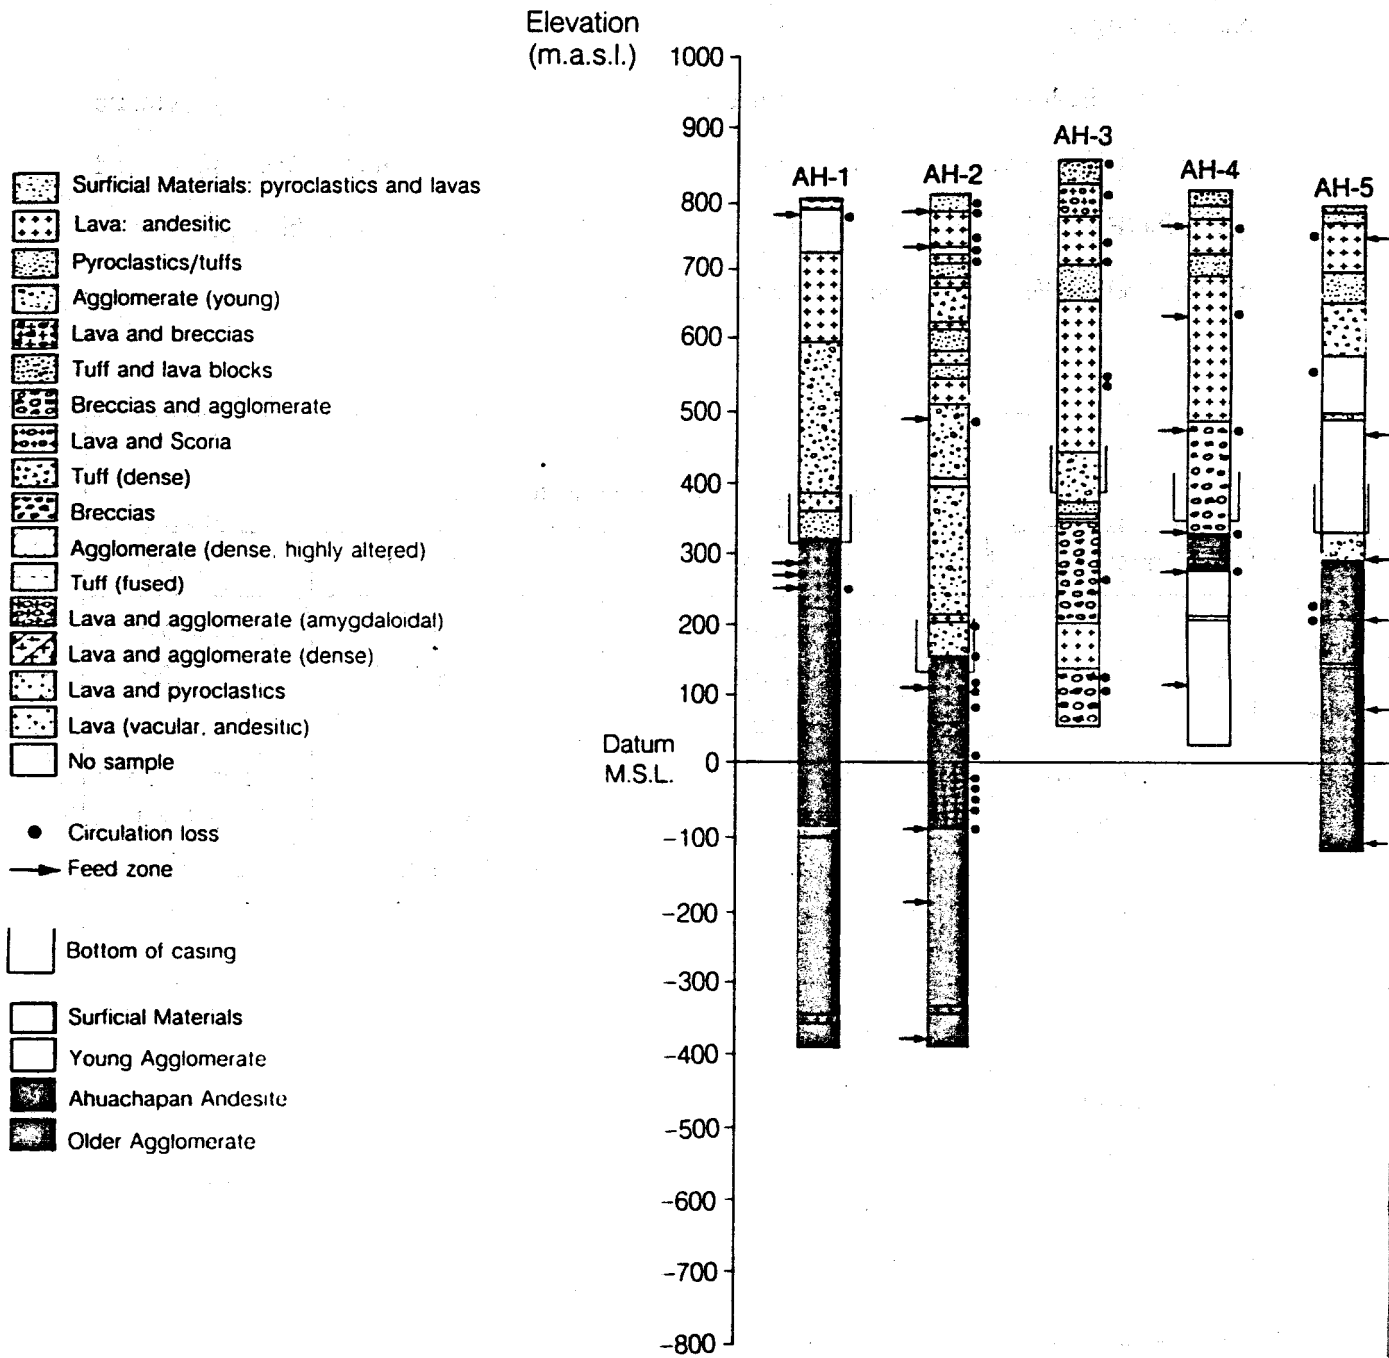 Elevation
(m.a.s.l.)
1000
900
800
700
600
500
400
300
200
100
Datum
M.S.L.
0
-100
-200
-300
-400
-500
-600
-700
-800
AH-1
AH-2
AH-3
AH-4
AH-5
Surficial Materials: pyroclastics and lavas
Lava: andesitic
Pyroclastics/tuffs
Agglomerate (young)
Lava and breccias
Tuff and lava blocks
Breccias and agglomerate
Lava and Scoria
Tuff (dense)
Breccias
Agglomerate (dense, highly altered)
Tuff (fused)
Lava and agglomerate (amygdaloidal)
Lava and agglomerate (dense)
Lava and pyroclastics
Lava (vacular, andesitic)
No sample
Circulation loss
Feed zone
Bottom of casing
Surficial Materials
Young Agglomerate
Ahuachapan Andesite
Older Agglomerate